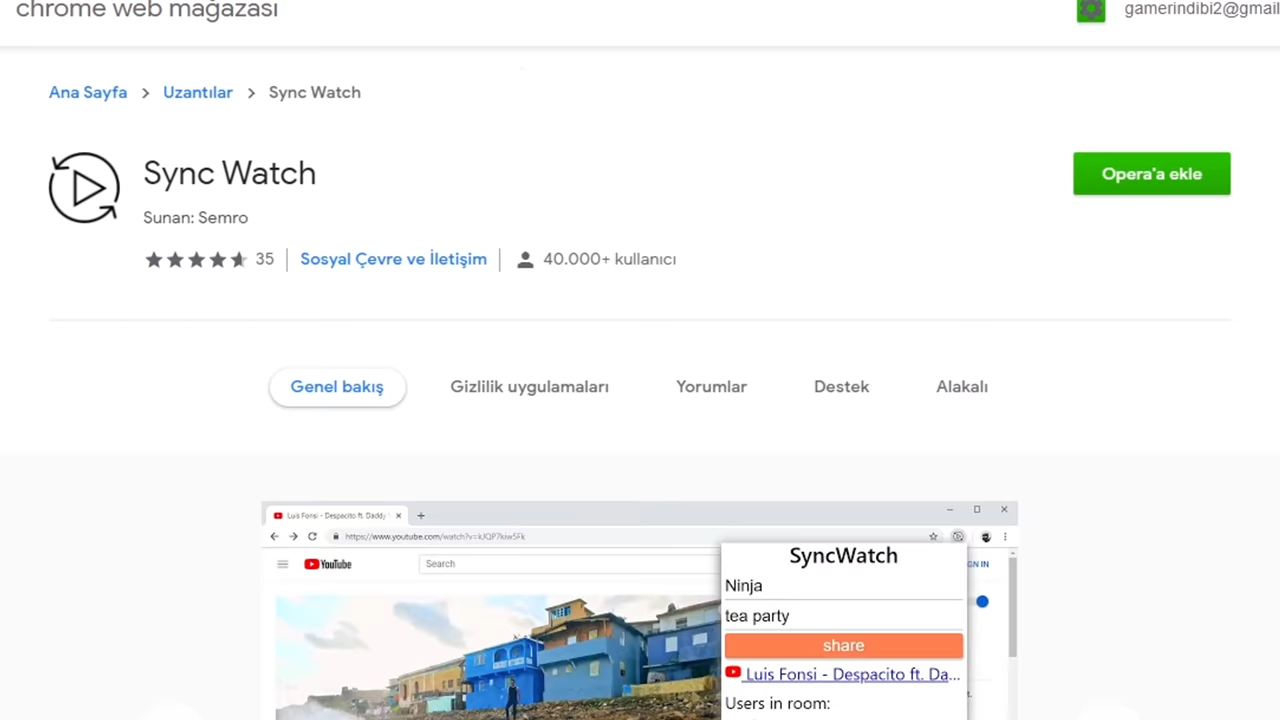 chrome web mağazası
gamerindibi2@gmail
Ana Sayfa > Uzantılar > Sync Watch
Sync Watch
Opera'a ekle
Sunan: Semro
35
Sosyal Çevre ve İletişim
40.000+ kullanıcı
Genel bakış
Gizlilik uygulamaları
Yorumlar
Destek
Alakalı
Luis Fonsi - Despacito ft. Daddy
https://www.youtube.com/watch?v=kJQP7kiw5Fk
YouTube
Search
GN IN
SyncWatch
Ninja
tea party
share
Luis Fonsi - Despacito ft. Da...
Users in room: